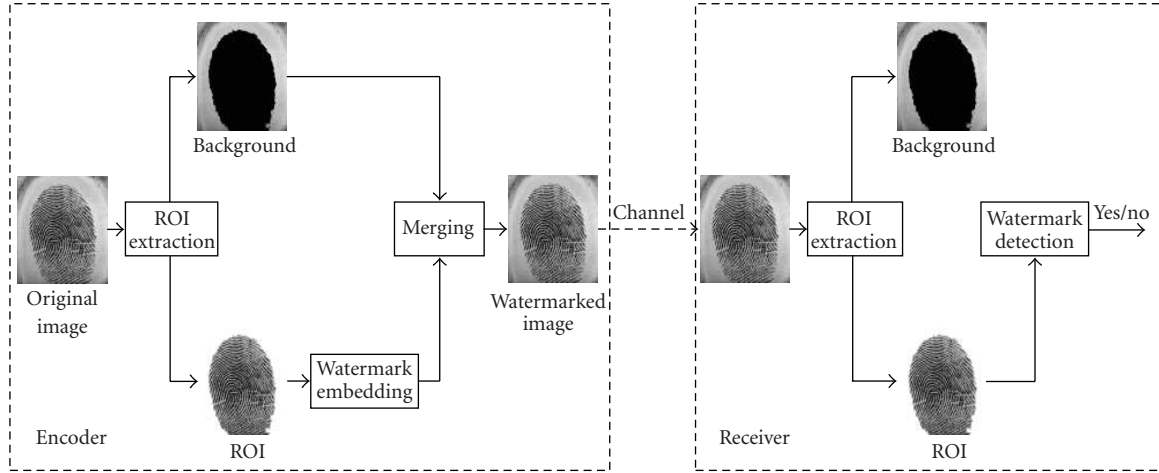 Background
ROI
extraction
Original
image
Merging
Watermarked
image
Watermark
embedding
ROI
Encoder
Channel
Background
ROI
extraction
Watermark
detection
Yes/no
ROI
Receiver